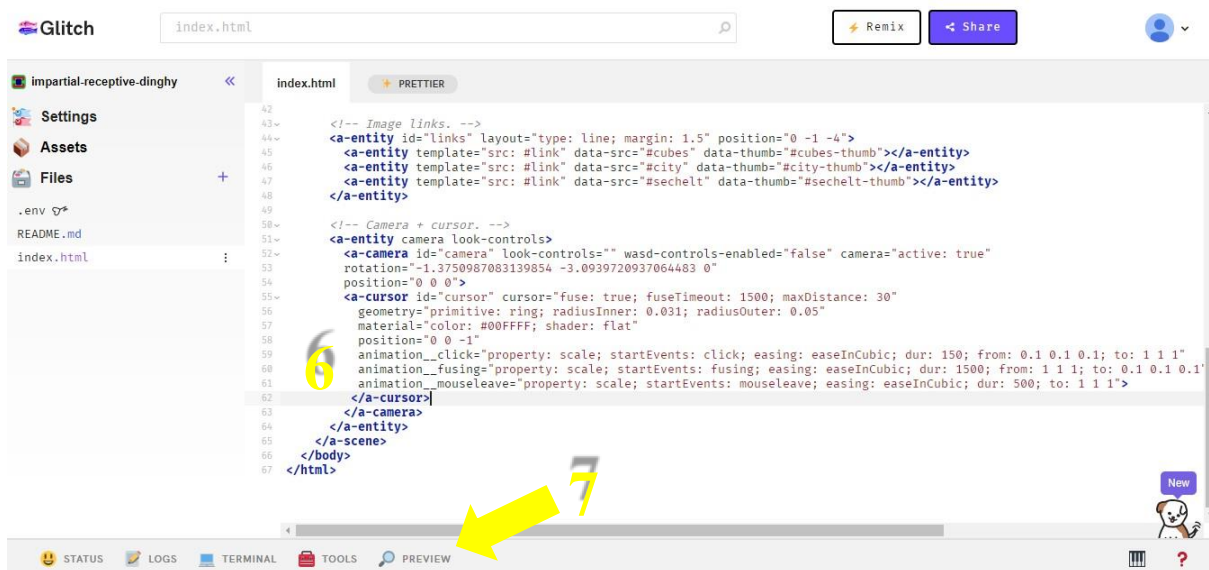 Glitch
index.html
Remix
Share
impartial-receptive-dinghy
«
index.html
PRETTIER
Settings
Assets
Files
+
.env
README.md
index.html
42
43 <!-- Image links. -->
44 <a-entity id="links" layout="type: line; margin: 1.5" position="0 -1 -4">
45 <a-entity template="src: #link" data-src="#cubes" data-thumb="#cubes-thumb"></a-entity>
46 <a-entity template="src: #link" data-src="#city" data-thumb="#city-thumb"></a-entity>
47 <a-entity template="src: #link" data-src="#sechelt" data-thumb="#sechelt-thumb"></a-entity>
48 </a-entity>
49
50 <!-- Camera + cursor. -->
51 <a-entity camera look-controls>
52 <a-camera id="camera" look-controls="" wasd-controls-enabled="false" camera="active: true"
53 rotation="-1.3750987083139854 -3.0939720937064483 0"
54 position="0 0 0">
55 <a-cursor id="cursor" cursor="fuse: true; fuseTimeout: 1500; maxDistance: 30"
56 geometry="primitive: ring; radiusInner: 0.031; radiusOuter: 0.05"
57 material="color: #00FFFF; shader: flat"
58 position="0 0 -1"
59 animation__click="property: scale; startEvents: click; easing: easeInCubic; dur: 150; from: 0.1 0.1 0.1; to: 1 1 1"
60 animation__fusing="property: scale; startEvents: fusing; easing: easeInCubic; dur: 1500; from: 1 1 1; to: 0.1 0.1 0.1"
61 animation__mouseleave="property: scale; startEvents: mouseleave; easing: easeInCubic; dur: 500; to: 1 1 1">
62 </a-cursor>
63 </a-camera>
64 </a-entity>
65 </a-scene>
66 </body>
67 </html>
6
7
New
STATUS
LOGS
TERMINAL
TOOLS
PREVIEW
?